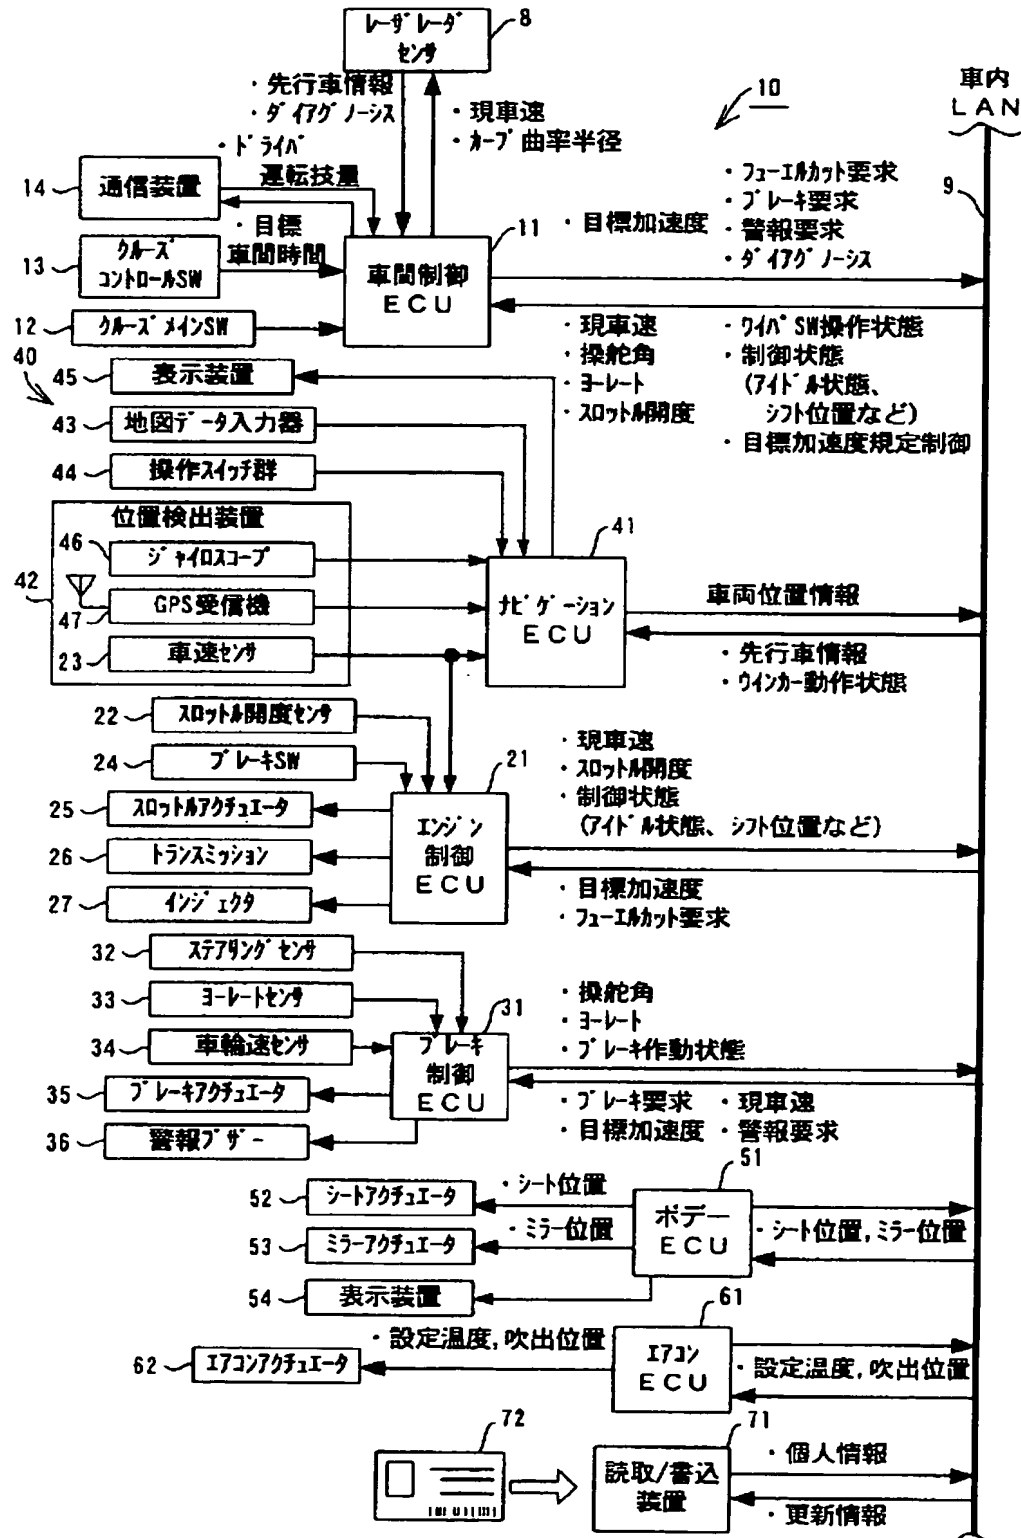 レーザレーダ
センサ
8
・先行車情報
・ダイアグノーシス
・現車速
・カーブ曲率半径
10
車内
LAN
9
・ドライバ
運転技量
14
通信装置
・目標
車間時間
13
クルーズ
コントロールSW
12
クルーズメインSW
11
車間制御
ECU
・目標加速度
・フューエルカット要求
・ブレーキ要求
・警報要求
・ダイアグノーシス
・現車速
・操舵角
・ヨーレート
・スロットル開度
・ワイパSW操作状態
・制御状態
(アイドル状態、
シフト位置など)
・目標加速度規定制御
40
45
表示装置
43
地図データ入力器
44
操作スイッチ群
位置検出装置
42
46
ジャイロスコープ
47
GPS受信機
23
車速センサ
41
ナビゲーション
ECU
車両位置情報
・先行車情報
・ウインカー動作状態
22
スロットル開度センサ
24
ブレーキSW
25
スロットルアクチュエータ
26
トランスミッション
27
インジェクタ
21
エンジン
制御
ECU
・現車速
・スロットル開度
・制御状態
(アイドル状態、シフト位置など)
・目標加速度
・フューエルカット要求
32
ステアリングセンサ
33
ヨーレートセンサ
34
車輪速センサ
35
ブレーキアクチュエータ
36
警報ブザー
31
ブレーキ
制御
ECU
・操舵角
・ヨーレート
・ブレーキ作動状態
・ブレーキ要求 ・現車速
・目標加速度 ・警報要求
51
52
シートアクチュエータ
・シート位置
53
ミラーアクチュエータ
・ミラー位置
54
表示装置
ボデー
ECU
・シート位置,ミラー位置
61
62
エアコンアクチュエータ
・設定温度,吹出位置
エアコン
ECU
・設定温度,吹出位置
72
71
読取/書込
装置
・個人情報
・更新情報